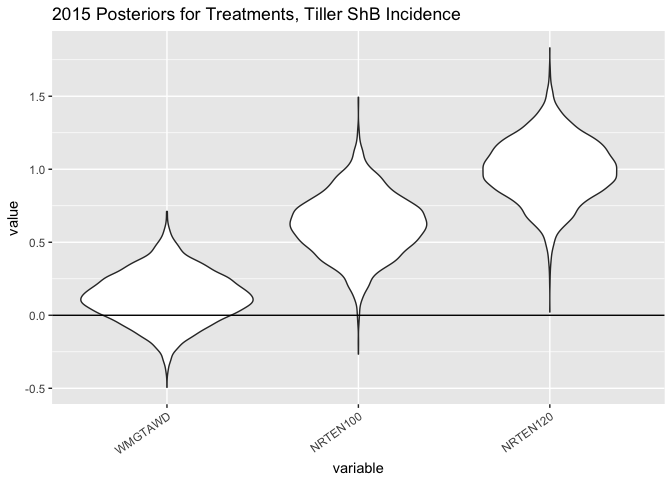 2015 Posteriors for Treatments, Tiller ShB Incidence
value
1.5
1.0
0.5
0.0
-0.5
WMGTAWD
NRTEN100
NRTEN120
variable